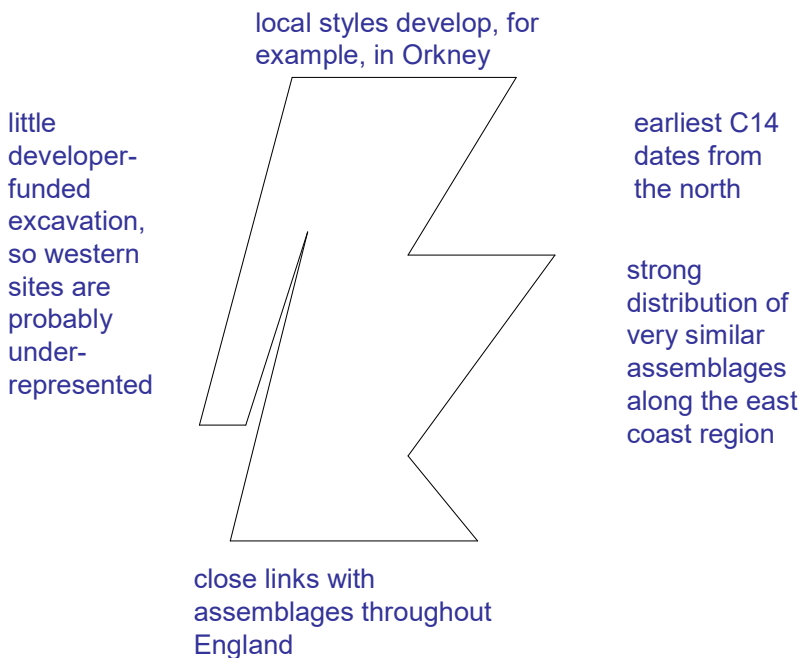 local styles develop, for
example, in Orkney
little
developer-
funded
excavation,
so western
sites are
probably
under-
represented
earliest C14
dates from
the north
strong
distribution of
very similar
assemblages
along the east
coast region
close links with
assemblages throughout
England